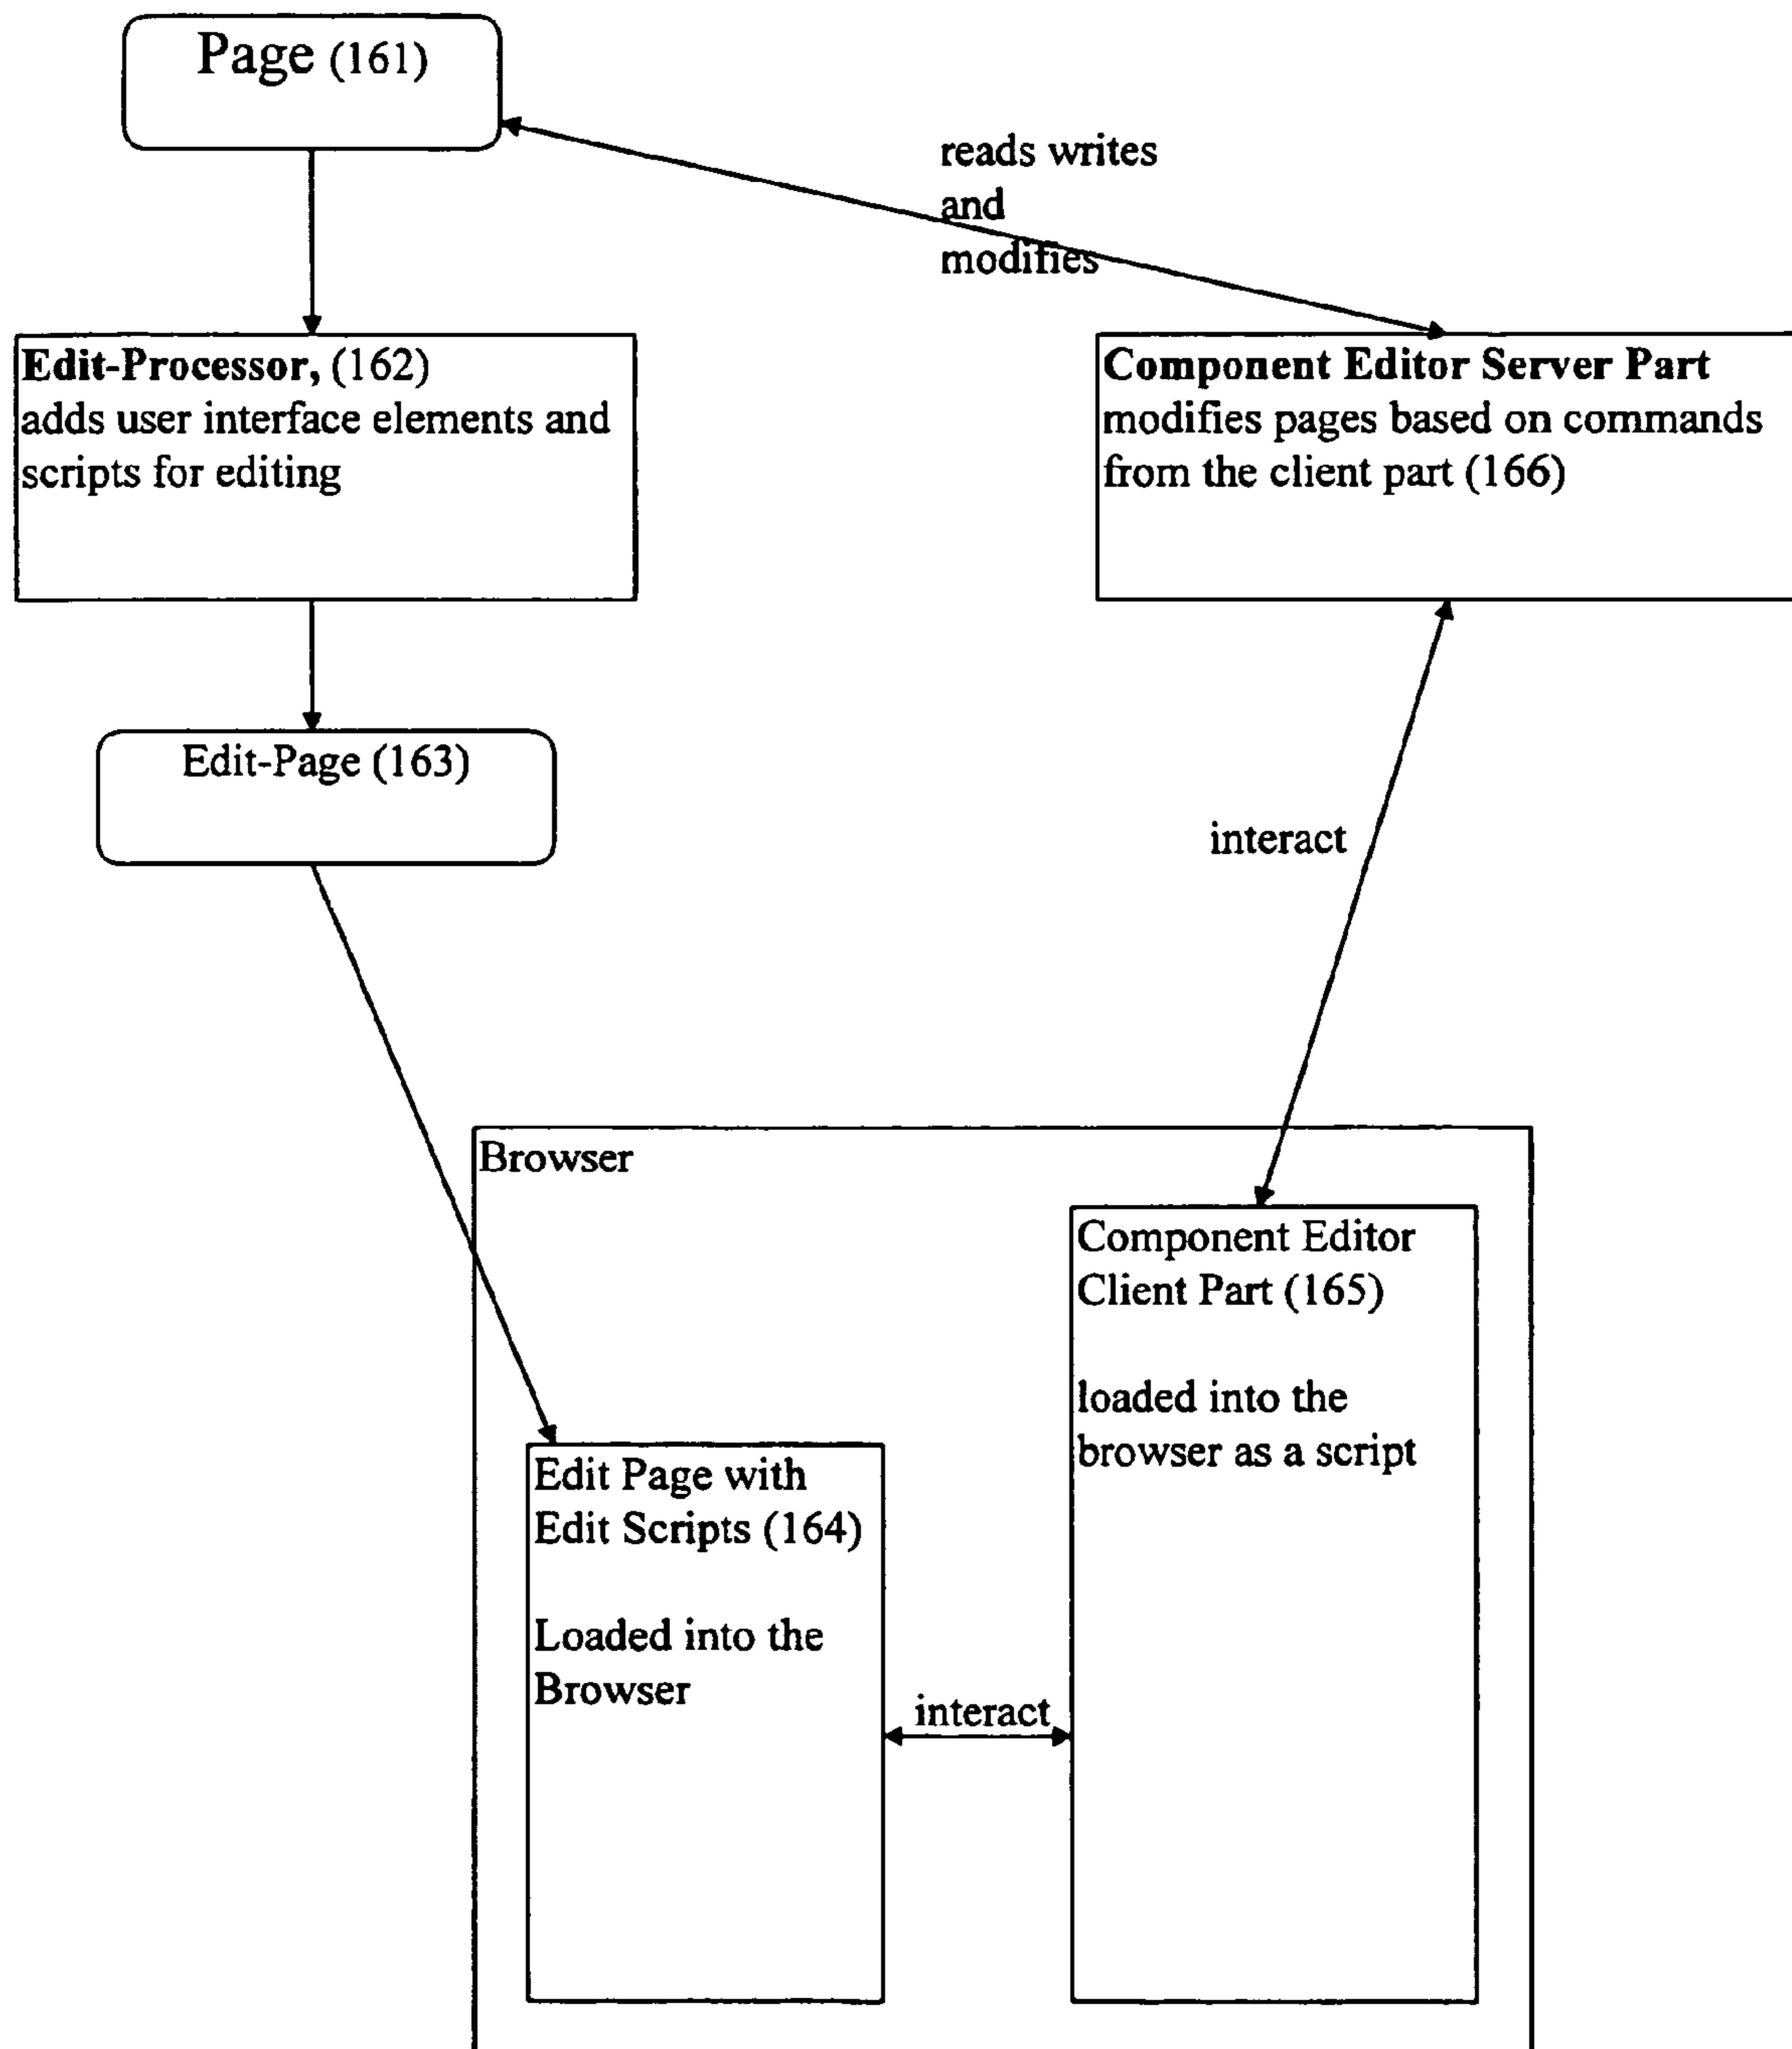 Page (161)
reads writes
and
modifies
Edit-Processor, (162)
adds user interface elements and
scripts for editing
Component Editor Server Part
modifies pages based on commands
from the client part (166)
Edit-Page (163)
interact
Browser
Component Editor
Client Part (165)
loaded into the
browser as a script
Edit Page with
Edit Scripts (164)
Loaded into the
Browser
interact